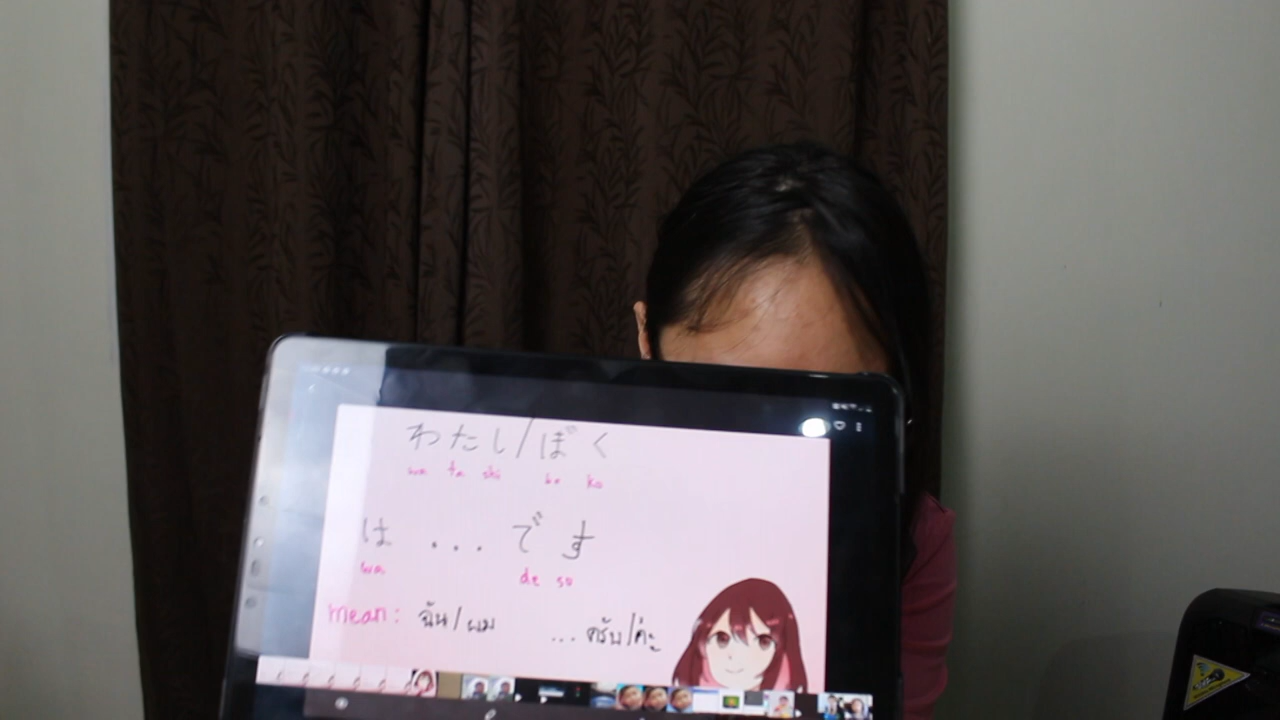 わたし/ぼく
wa ta shi bo ku
は ... です
wa de su
mean: ฉัน/ผม ... ครับ/ค่ะ